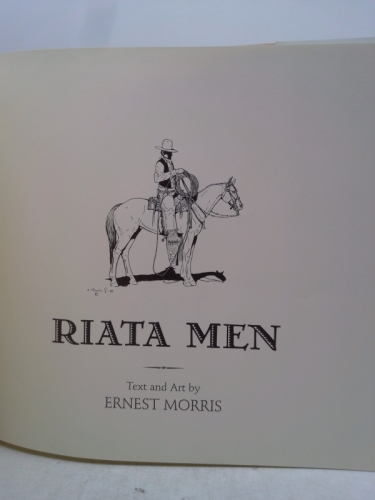 RIATA MEN
Text and Art by
ERNEST MORRIS